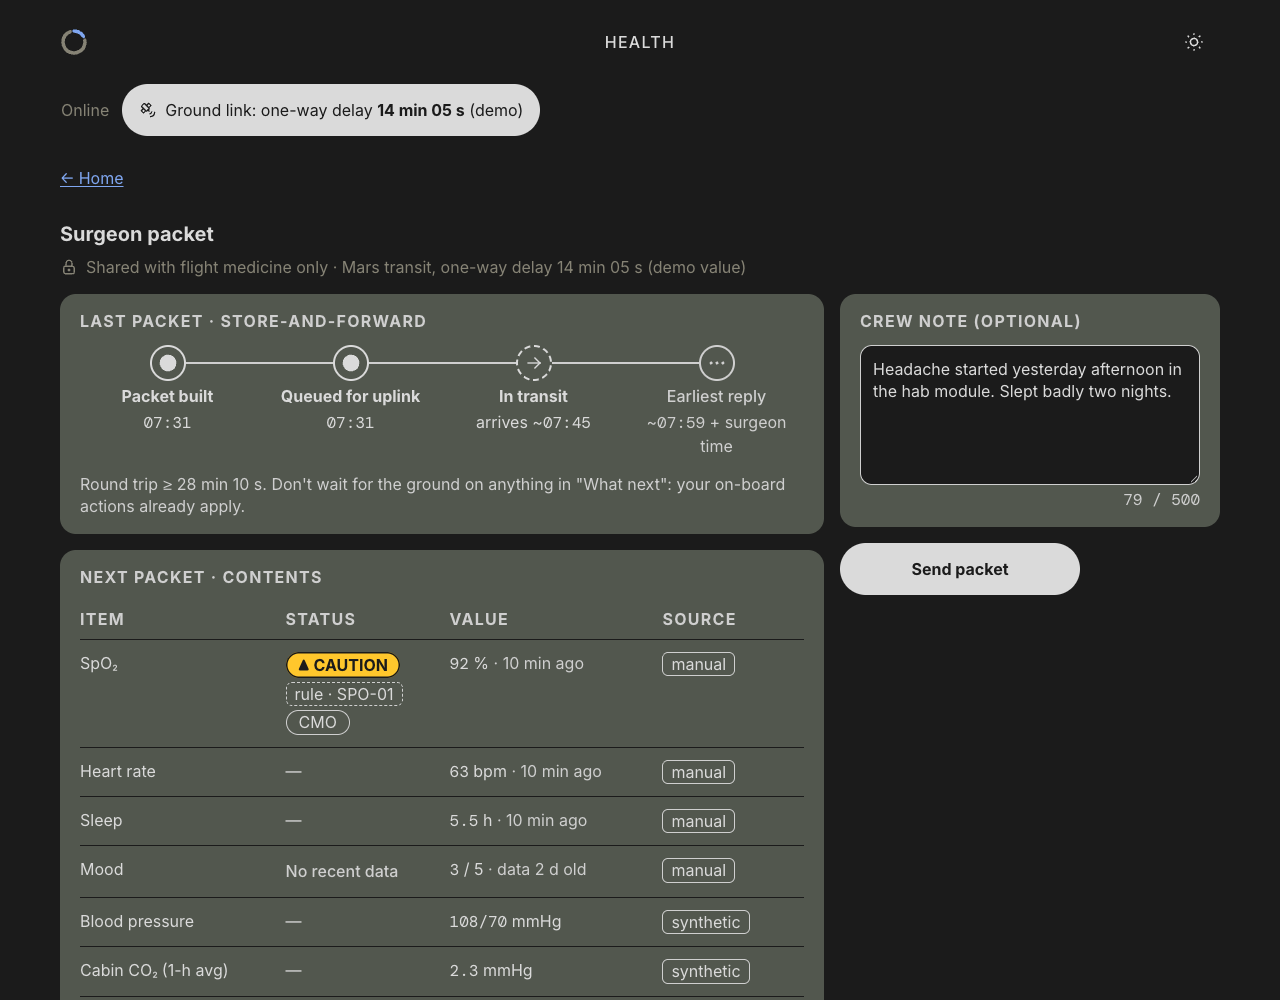 HEALTH
Online
Ground link: one-way delay 14 min 05 s (demo)
← Home
Surgeon packet
Shared with flight medicine only · Mars transit, one-way delay 14 min 05 s (demo value)
LAST PACKET · STORE-AND-FORWARD
Packet built
07:31
Queued for uplink
07:31
In transit
arrives ~07:45
Earliest reply
~07:59 + surgeon
time
Round trip ≥ 28 min 10 s. Don't wait for the ground on anything in "What next": your on-board
actions already apply.
CREW NOTE (OPTIONAL)
Headache started yesterday afternoon in
the hab module. Slept badly two nights.
79 / 500
Send packet
NEXT PACKET · CONTENTS
ITEM STATUS VALUE SOURCE
SpO₂ CAUTION 92 % · 10 min ago manual
rule · SPO-01
CMO
Heart rate — 63 bpm · 10 min ago manual
Sleep — 5.5 h · 10 min ago manual
Mood No recent data 3 / 5 · data 2 d old manual
Blood pressure — 108/70 mmHg synthetic
Cabin CO₂ (1-h avg) — 2.3 mmHg synthetic